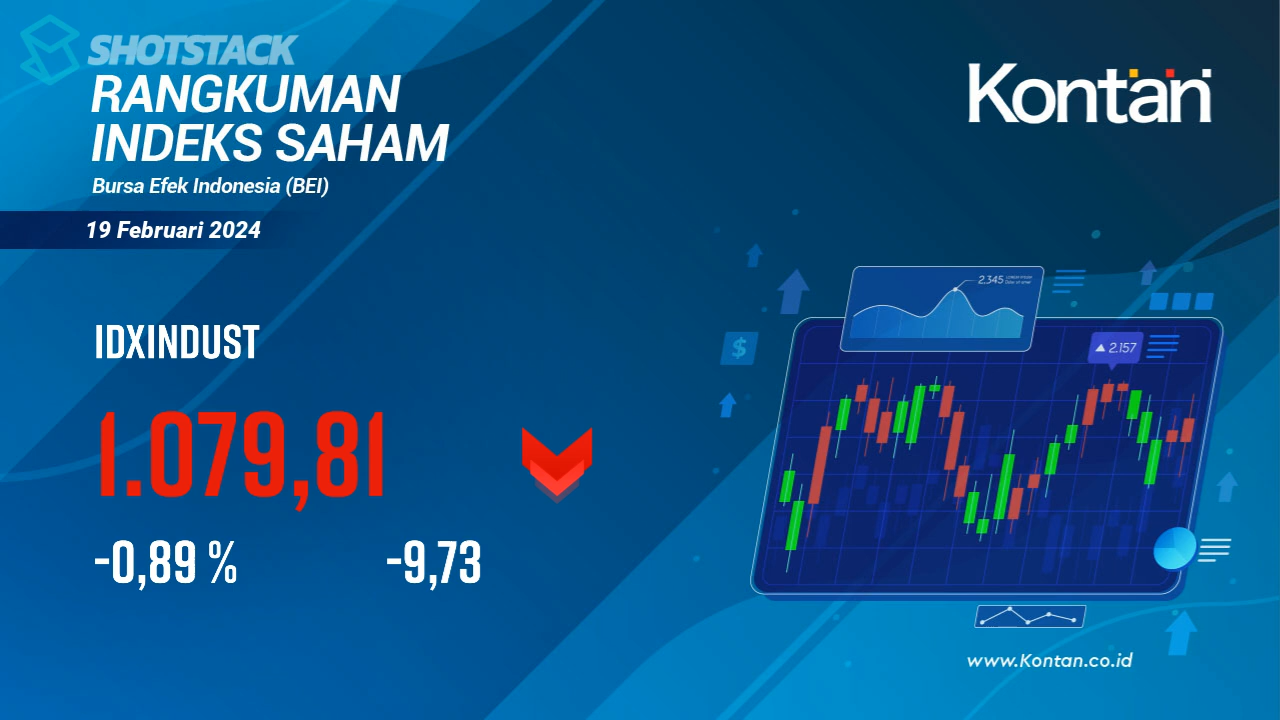 SHOTSTACK
RANGKUMAN
INDEKS SAHAM
Bursa Efek Indonesia (BEI)
19 Februari 2024
Kontan
IDXINDUST
1.079,81
-0,89 %
-9,73
2.345
$
2.157
www.Kontan.co.id